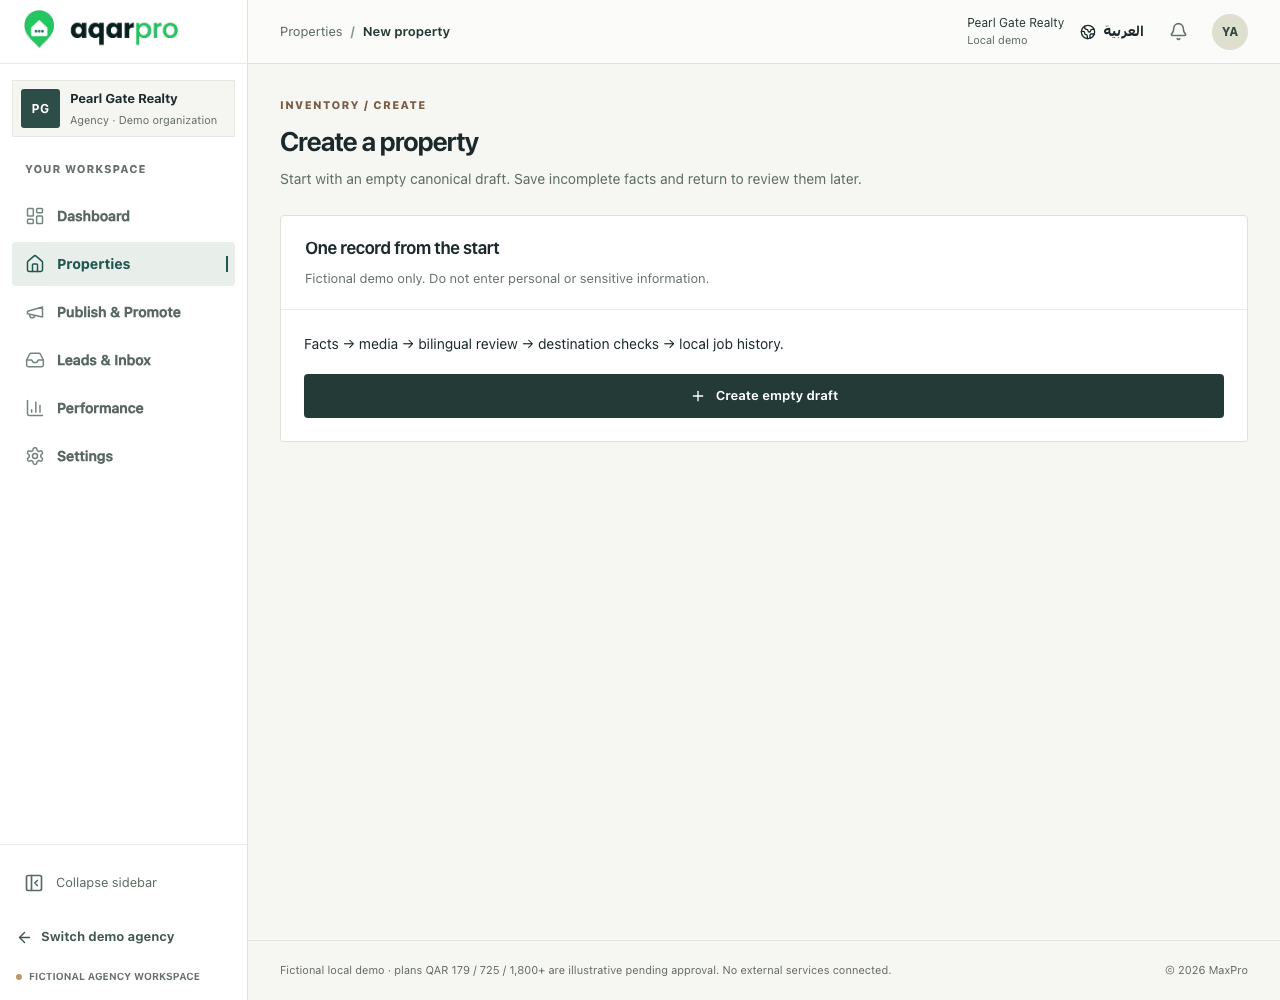 aqarpro
Properties / New property
Pearl Gate Realty
Local demo
العربية
YA
PG
Pearl Gate Realty
Agency · Demo organization
YOUR WORKSPACE
Dashboard
Properties
Publish & Promote
Leads & Inbox
Performance
Settings
Collapse sidebar
← Switch demo agency
FICTIONAL AGENCY WORKSPACE
INVENTORY / CREATE
Create a property
Start with an empty canonical draft. Save incomplete facts and return to review them later.
One record from the start
Fictional demo only. Do not enter personal or sensitive information.
Facts → media → bilingual review → destination checks → local job history.
+ Create empty draft
Fictional local demo · plans QAR 179 / 725 / 1,800+ are illustrative pending approval. No external services connected.
© 2026 MaxPro